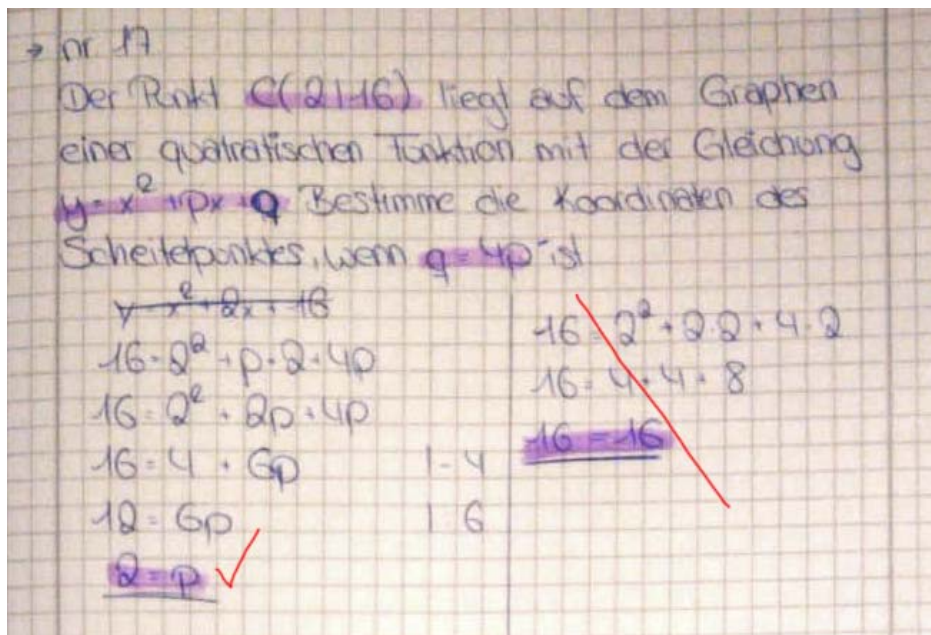 → nr 17
Der Punkt C(2|16) liegt auf dem Graphen
einer quatratischen Funktion mit der Gleichung
y = x² + px + q Bestimme die Koordinaten des
Scheitelpunktes, wenn q = 4p ist
y = x² + 2x + 16
16 = 2² + p · 2 + 4p
16 = 2² + 2p + 4p
16 = 4 + 6p |- 4
12 = 6p |: 6
2 = p
16 = 2² + 2·2 + 4·2
16 = 4 + 4 + 8
16 = 16